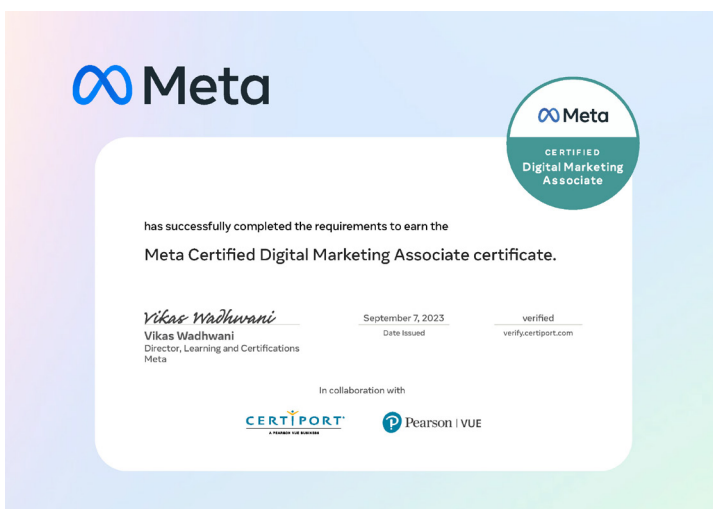 Meta
Meta
CERTIFIED
Digital Marketing
Associate
has successfully completed the requirements to earn the
Meta Certified Digital Marketing Associate certificate.
Vikas Wadhwani
September 7, 2023
verified
Vikas Wadhwani
Date Issued
verify.certiport.com
Director, Learning and Certifications
Meta
In collaboration with
CERTIPORT
A PEARSON VUE BUSINESS
P Pearson | VUE